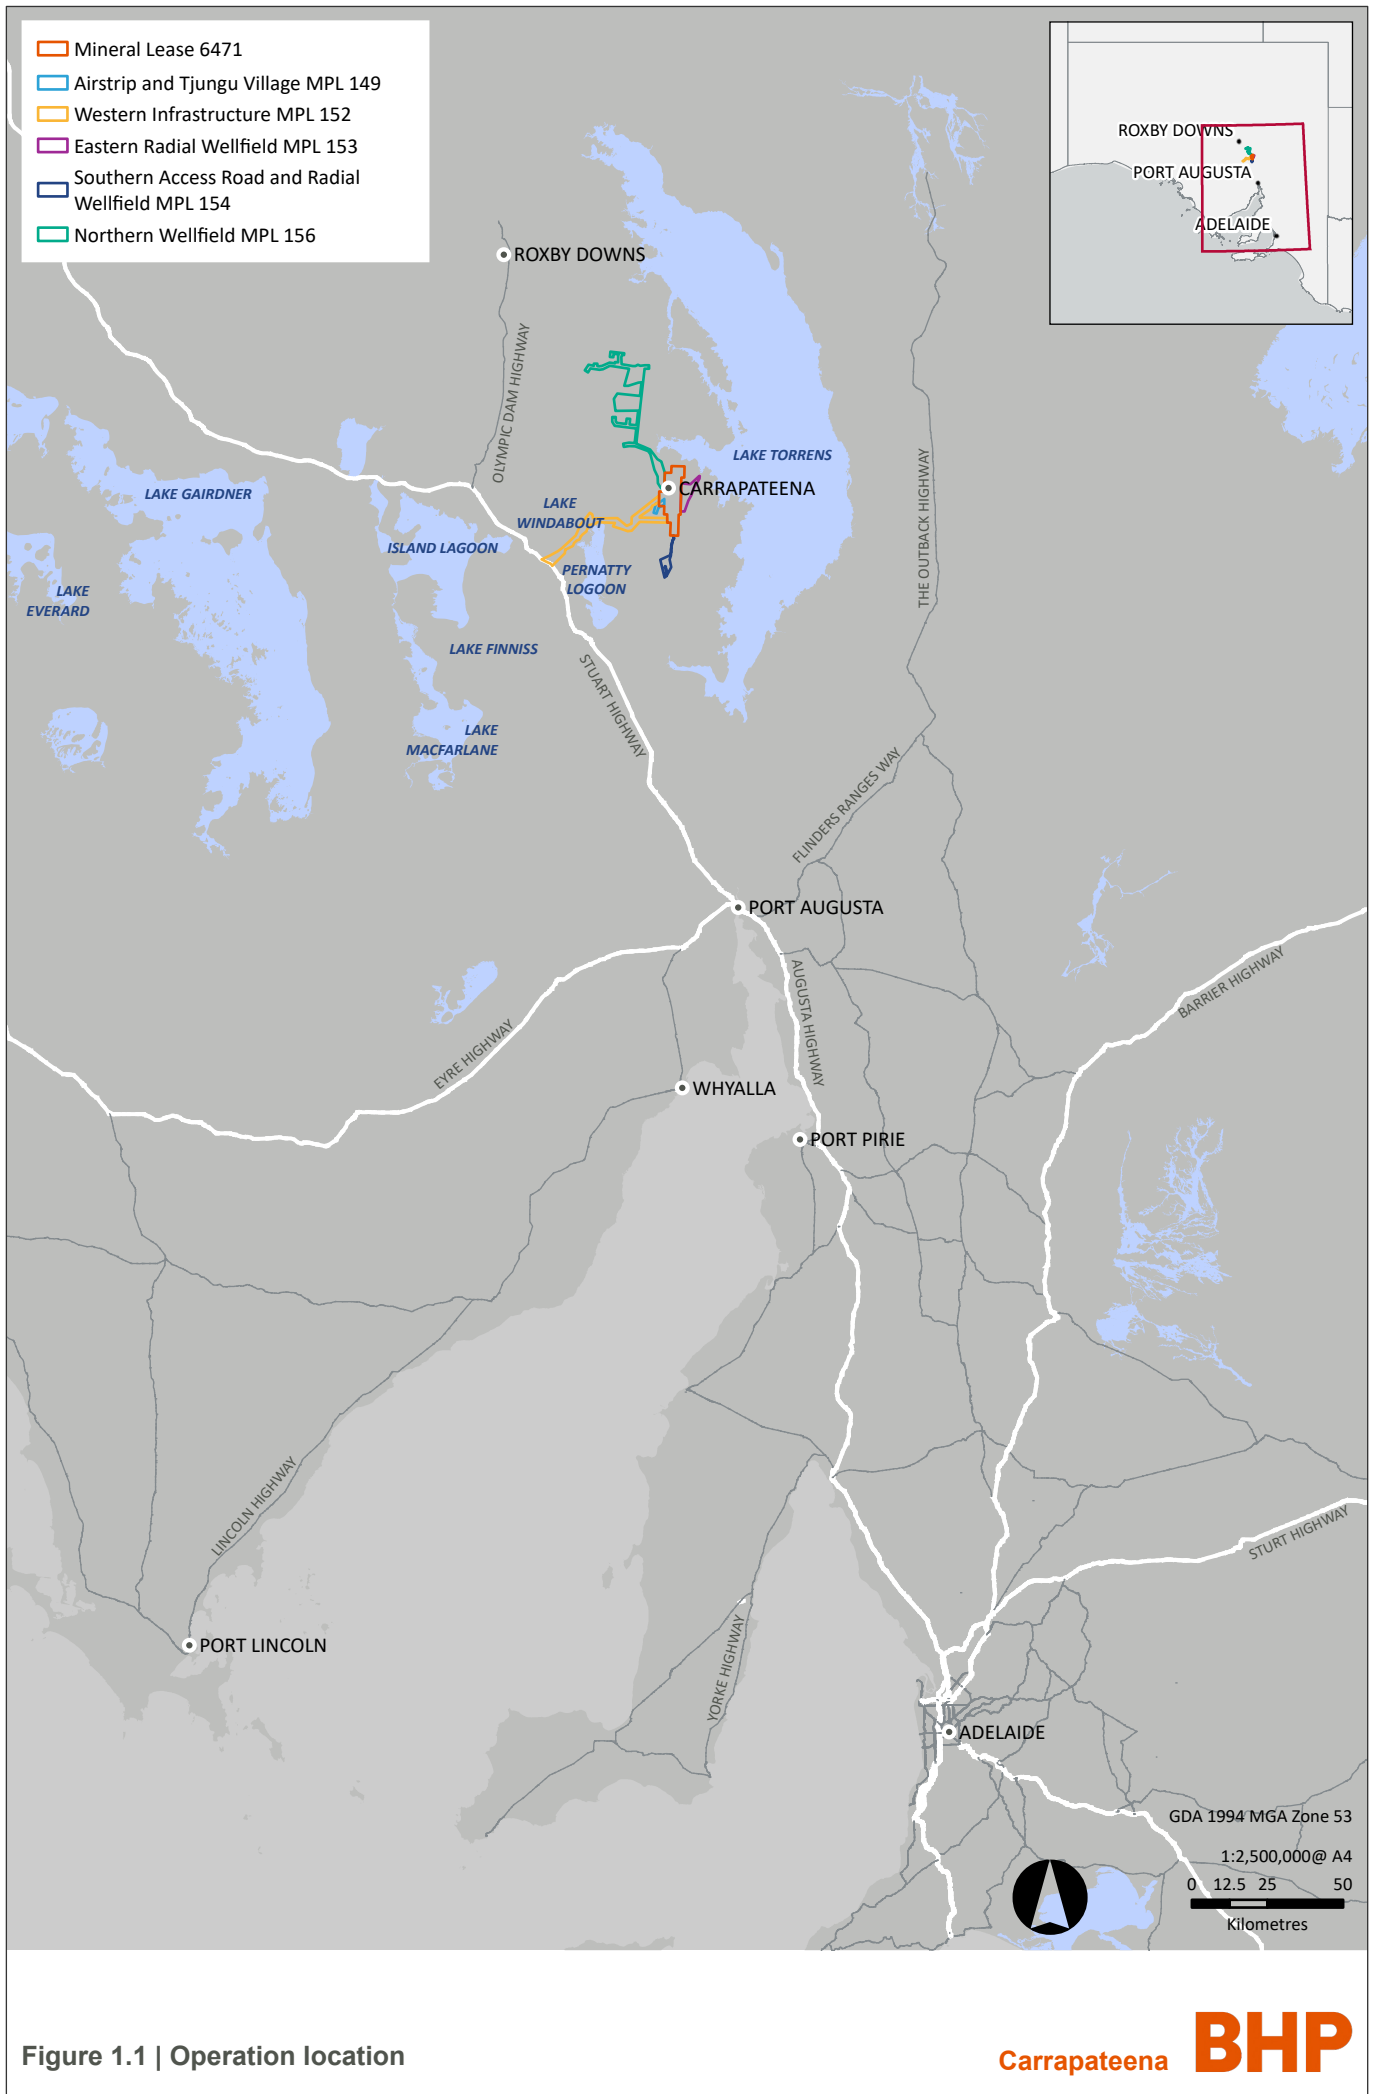 Mineral Lease 6471
Airstrip and Tjungu Village MPL 149
Western Infrastructure MPL 152
Eastern Radial Wellfield MPL 153
Southern Access Road and Radial
Wellfield MPL 154
Northern Wellfield MPL 156
ROXBY DOWNS
PORT AUGUSTA
ADELAIDE
ROXBY DOWNS
OLYMPIC DAM HIGHWAY
LAKE TORRENS
THE OUTBACK HIGHWAY
LAKE GAIRDNER
CARRAPATEENA
LAKE
WINDABOUT
ISLAND LAGOON
PERNATTY
LOGOON
LAKE
EVERARD
LAKE FINNISS
STUART HIGHWAY
LAKE
MACFARLANE
FLINDERS RANGES WAY
PORT AUGUSTA
AUGUSTA HIGHWAY
BARRIER HIGHWAY
EYRE HIGHWAY
WHYALLA
PORT PIRIE
LINCOLN HIGHWAY
STURT HIGHWAY
PORT LINCOLN
YORKE HIGHWAY
ADELAIDE
GDA 1994 MGA Zone 53
1:2,500,000@ A4
0 12.5 25 50
Kilometres
Figure 1.1 | Operation location
Carrapateena
BHP